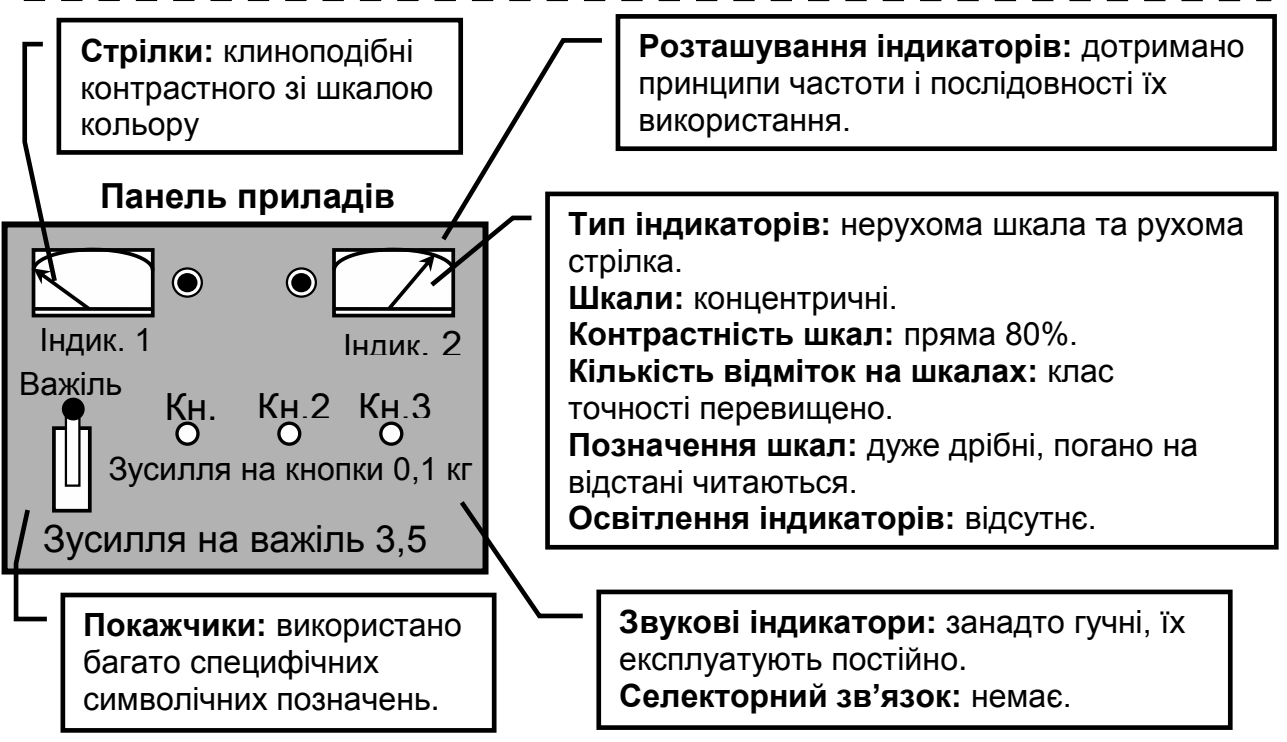 Стрілки: клиноподібні
контрастного зі шкалою
кольору
Розташування індикаторів: дотримано
принципи частоти і послідовності їх
використання.
Панель приладів
Індик. 1
Індик. 2
Важіль
Кн.
Кн.2
Кн.3
Зусилля на кнопки 0,1 кг
Зусилля на важіль 3,5
Тип індикаторів: нерухома шкала та рухома
стрілка.
Шкали: концентричні.
Контрастність шкал: пряма 80%.
Кількість відміток на шкалах: клас
точності перевищено.
Позначення шкал: дуже дрібні, погано на
відстані читаються.
Освітлення індикаторів: відсутнє.
Покажчики: використано
багато специфічних
символічних позначень.
Звукові індикатори: занадто гучні, їх
експлуатують постійно.
Селекторний зв’язок: немає.